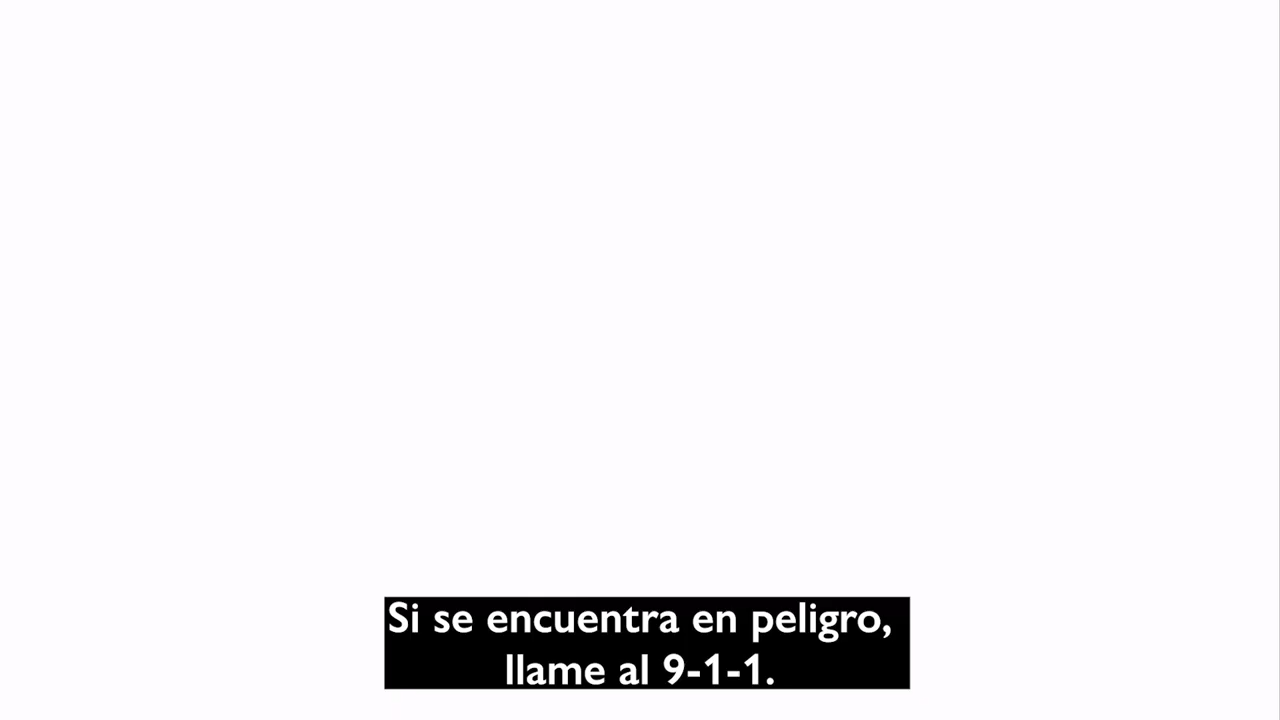 Si se encuentra en peligro,
llame al 9-1-1.